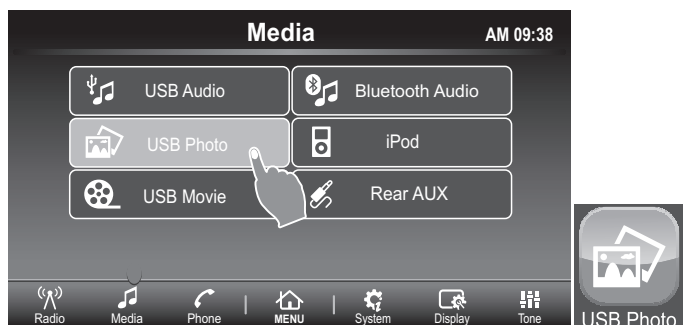 Media
AM 09:38
USB Audio
Bluetooth Audio
USB Photo
iPod
USB Movie
Rear AUX
Radio
Media
Phone
MENU
System
Display
Tone
USB Photo